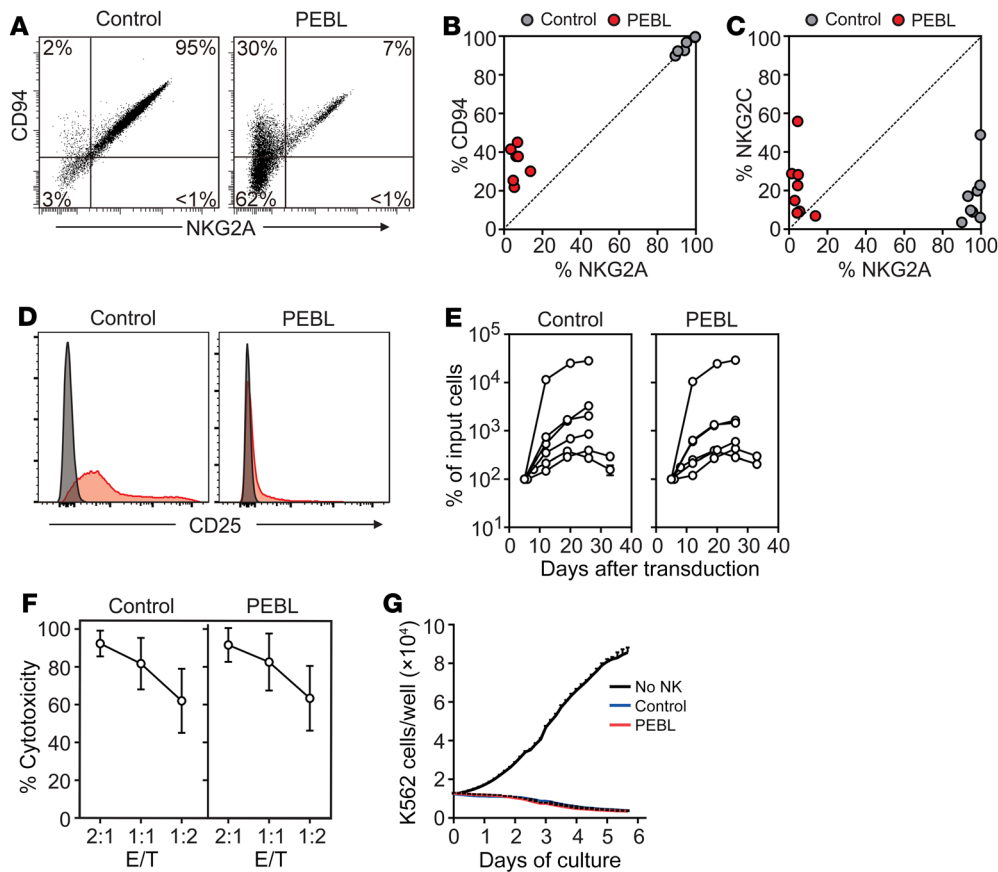 A
Control
PEBL
2%
95%
3%
<1%
30%
7%
62%
<1%
CD94
NKG2A
B
Control
PEBL
100
80
60
40
20
0
0
20
40
60
80
100
% CD94
% NKG2A
C
Control
PEBL
100
80
60
40
20
0
0
20
40
60
80
100
% NKG2C
% NKG2A
D
Control
PEBL
CD25
E
Control
PEBL
10⁵
10⁴
10³
10²
10¹
% of input cells
0
10
20
30
40
0
10
20
30
40
Days after transduction
F
Control
PEBL
100
80
60
40
20
0
% Cytotoxicity
2:1
1:1
1:2
2:1
1:1
1:2
E/T
E/T
G
10
8
6
4
2
0
K562 cells/well (×10⁴)
No NK
Control
PEBL
0
1
2
3
4
5
6
Days of culture